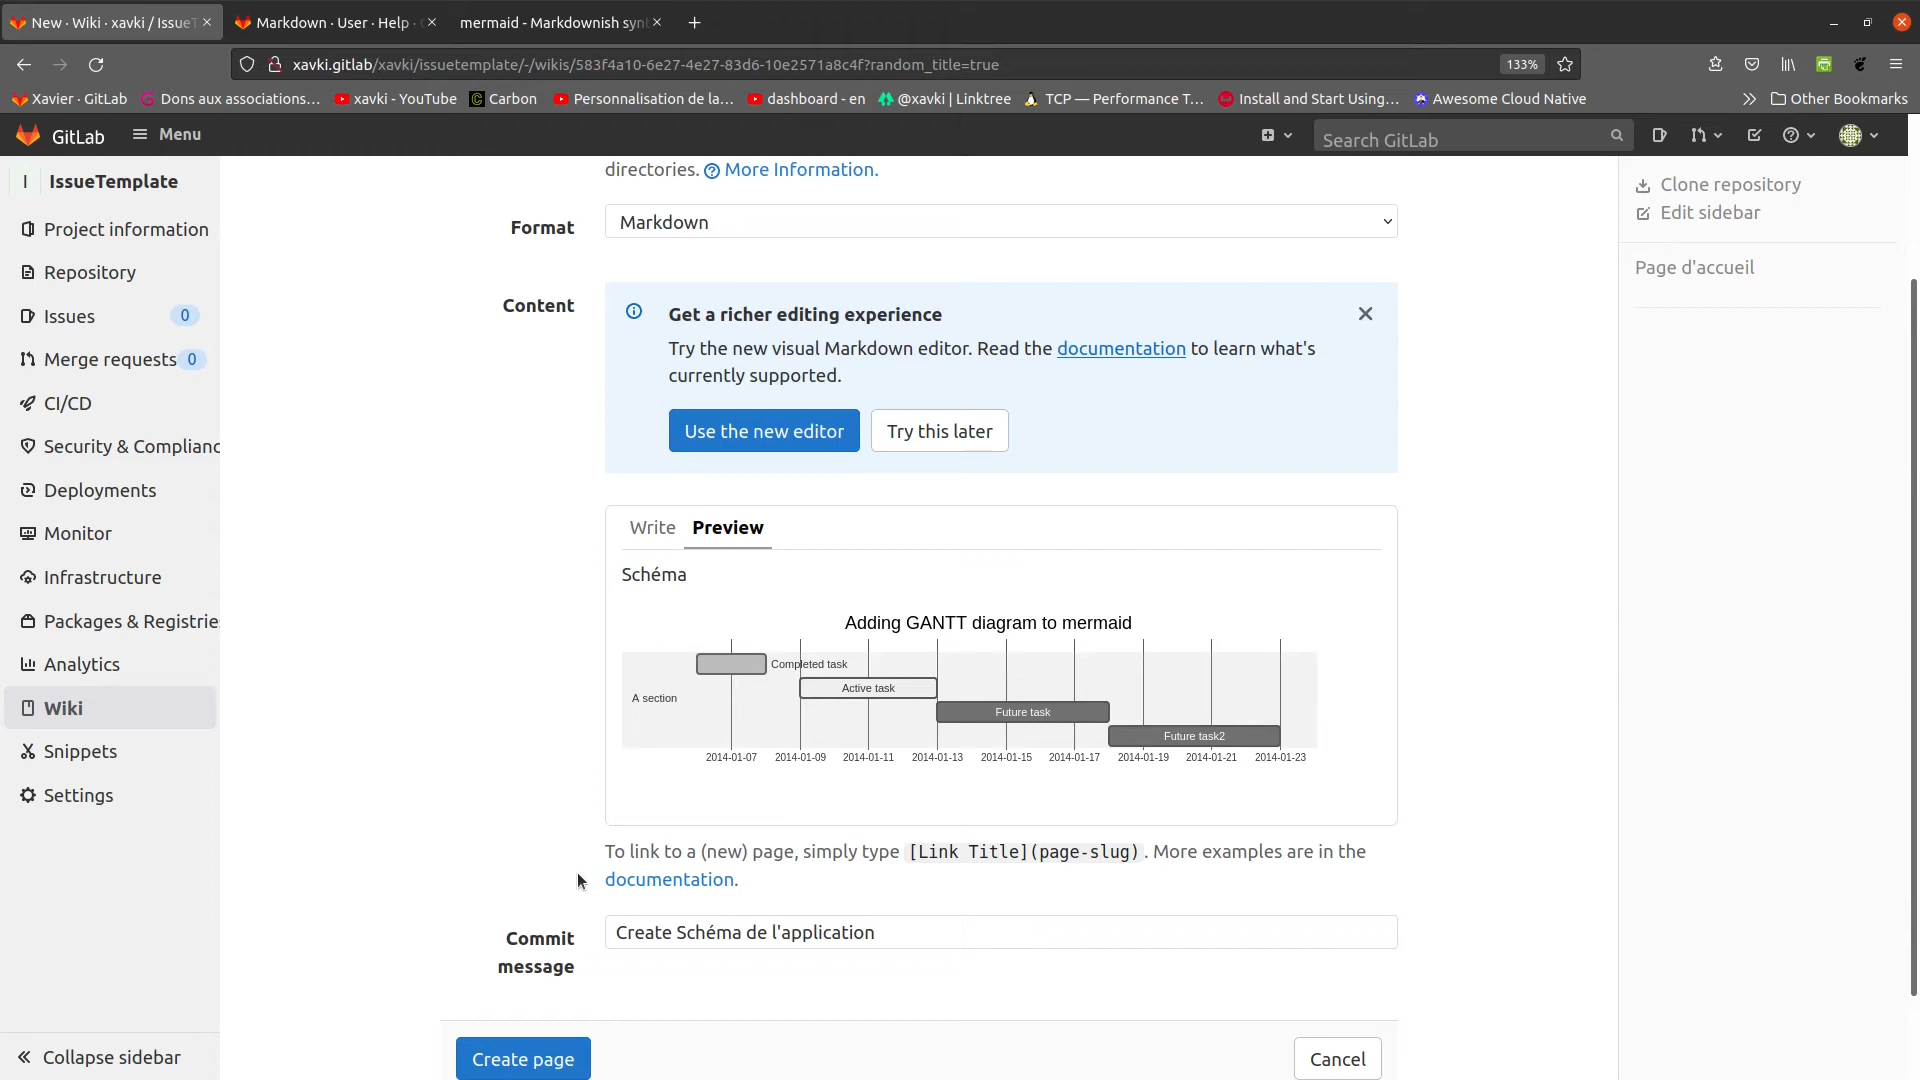 New · Wiki · xavki / IssueT
Markdown · User · Help ·
mermaid - Markdownish syn
xavki.gitlab/xavki/issuetemplate/-/wikis/583f4a10-6e27-4e27-83d6-10e2571a8c4f?random_title=true
133%
Xavier · GitLab
Dons aux associations…
xavki - YouTube
Carbon
Personnalisation de la…
dashboard - en
@xavki | Linktree
TCP — Performance T…
Install and Start Using…
Awesome Cloud Native
Other Bookmarks
GitLab
Menu
Search GitLab
I IssueTemplate
Project information
Repository
Issues 0
Merge requests 0
CI/CD
Security & Complianc
Deployments
Monitor
Infrastructure
Packages & Registrie
Analytics
Wiki
Snippets
Settings
Collapse sidebar
directories. More Information.
Format
Markdown
Content
Get a richer editing experience
Try the new visual Markdown editor. Read the documentation to learn what's
currently supported.
Use the new editor
Try this later
Write Preview
Schéma
Adding GANTT diagram to mermaid
Completed task
Active task
A section
Future task
Future task2
2014-01-07 2014-01-09 2014-01-11 2014-01-13 2014-01-15 2014-01-17 2014-01-19 2014-01-21 2014-01-23
To link to a (new) page, simply type [Link Title](page-slug). More examples are in the
documentation.
Commit
message
Create Schéma de l'application
Create page
Cancel
Clone repository
Edit sidebar
Page d'accueil